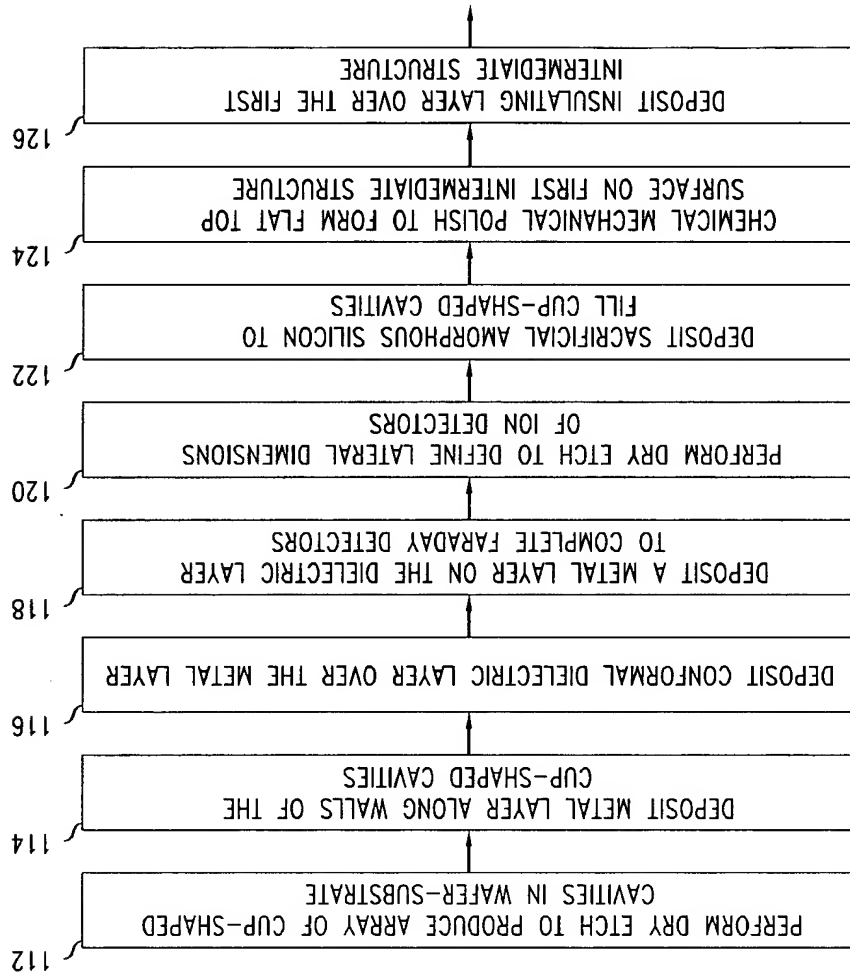 112
PERFORM DRY ETCH TO PRODUCE ARRAY OF CUP-SHAPED
CAVITIES IN WAFER-SUBSTRATE
114
DEPOSIT METAL LAYER ALONG WALLS OF THE
CUP-SHAPED CAVITIES
116
DEPOSIT CONFORMAL DIELECTRIC LAYER OVER THE METAL LAYER
118
DEPOSIT A METAL LAYER ON THE DIELECTRIC LAYER
TO COMPLETE FARADAY DETECTORS
120
PERFORM DRY ETCH TO DEFINE LATERAL DIMENSIONS
OF ION DETECTORS
122
DEPOSIT SACRIFICIAL AMORPHOUS SILICON TO
FILL CUP-SHAPED CAVITIES
124
CHEMICAL MECHANICAL POLISH TO FORM FLAT TOP
SURFACE ON FIRST INTERMEDIATE STRUCTURE
126
DEPOSIT INSULATING LAYER OVER THE FIRST
INTERMEDIATE STRUCTURE